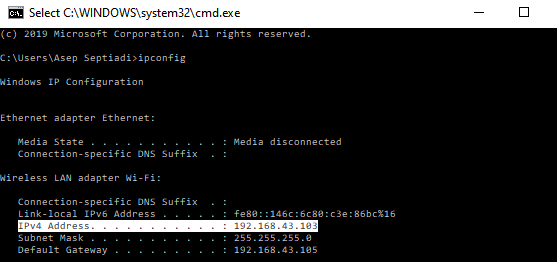 Select C:\WINDOWS\system32\cmd.exe
(c) 2019 Microsoft Corporation. All rights reserved.
C:\Users\Asep Septiadi>ipconfig
Windows IP Configuration
Ethernet adapter Ethernet:
Media State . . . . . . . . . . . : Media disconnected
Connection-specific DNS Suffix  . :
Wireless LAN adapter Wi-Fi:
Connection-specific DNS Suffix  . :
Link-local IPv6 Address . . . . . : fe80::146c:6c80:c3e:86bc%16
IPv4 Address. . . . . . . . . . . : 192.168.43.103
Subnet Mask . . . . . . . . . . . : 255.255.255.0
Default Gateway . . . . . . . . . : 192.168.43.105